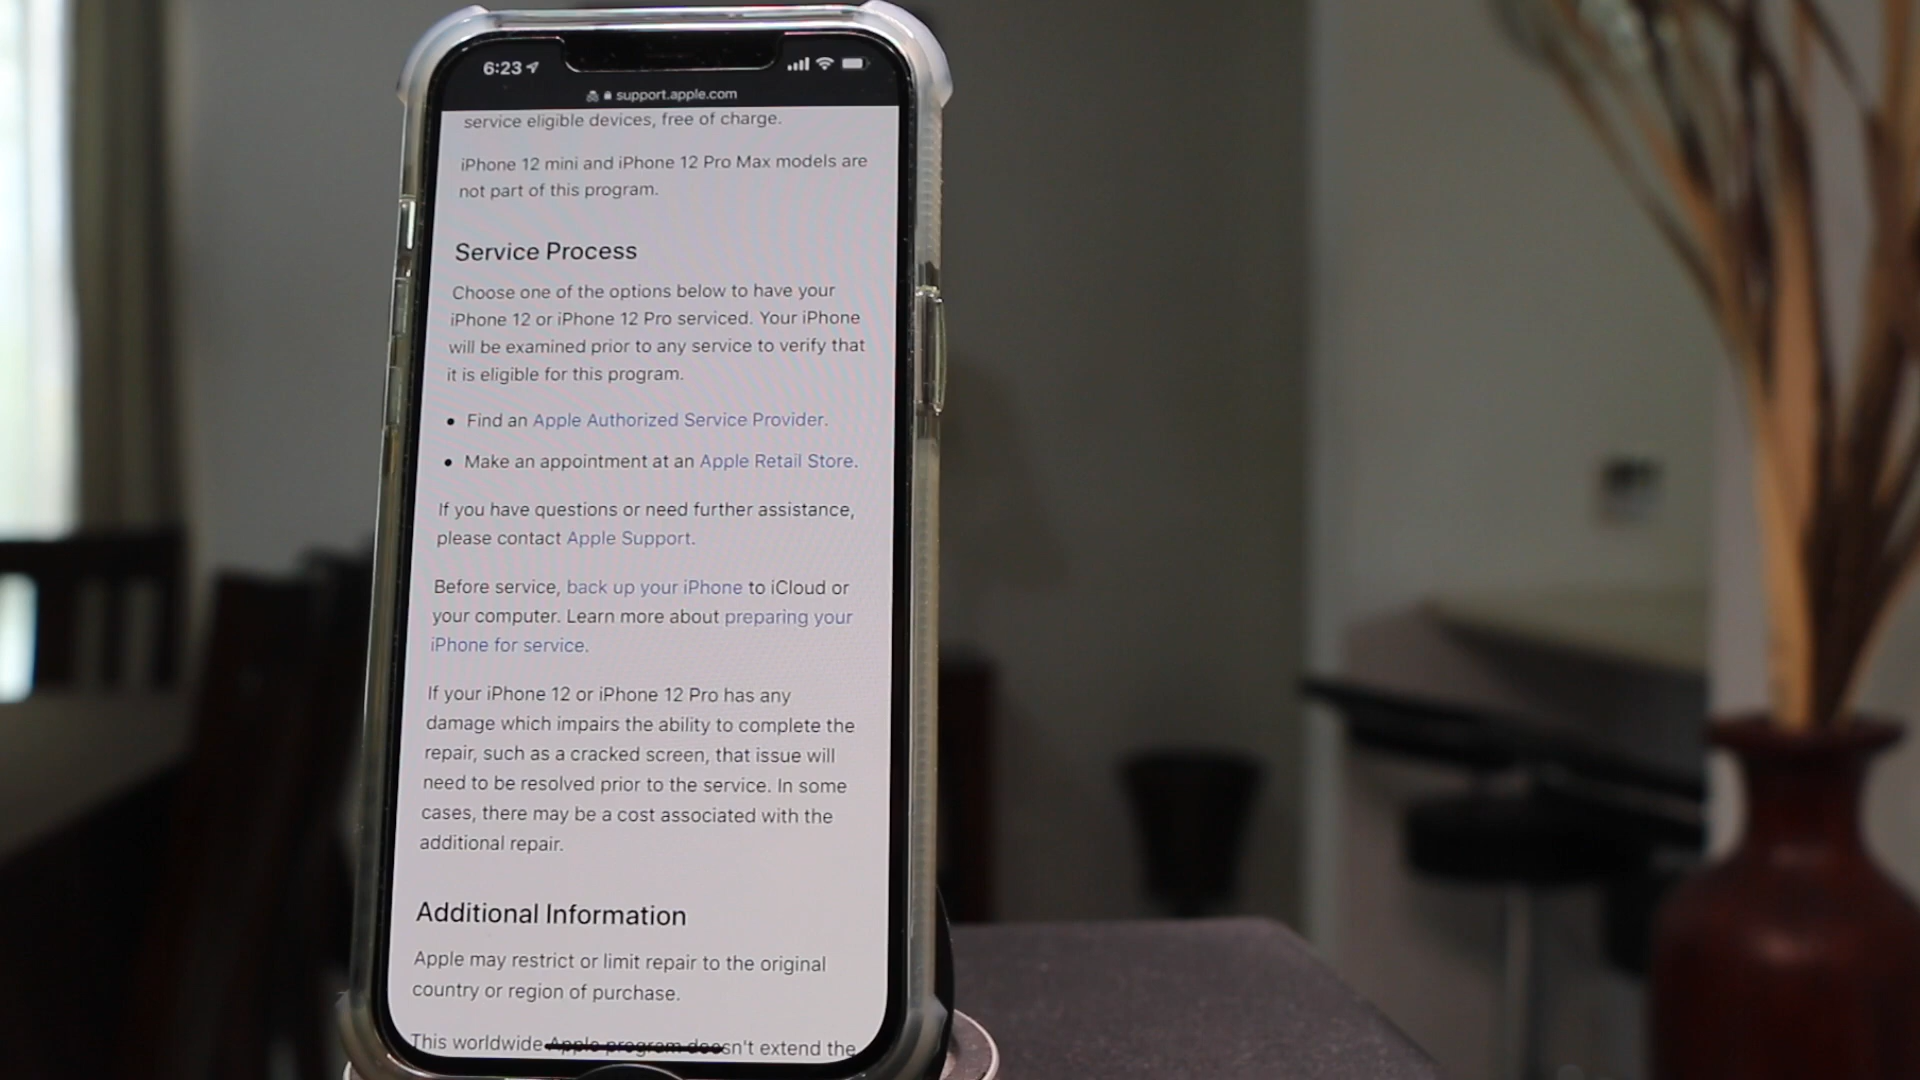 6:23
support.apple.com
service eligible devices, free of charge.
iPhone 12 mini and iPhone 12 Pro Max models are
not part of this program.
Service Process
Choose one of the options below to have your
iPhone 12 or iPhone 12 Pro serviced. Your iPhone
will be examined prior to any service to verify that
it is eligible for this program.
• Find an Apple Authorized Service Provider.
• Make an appointment at an Apple Retail Store.
If you have questions or need further assistance,
please contact Apple Support.
Before service, back up your iPhone to iCloud or
your computer. Learn more about preparing your
iPhone for service.
If your iPhone 12 or iPhone 12 Pro has any
damage which impairs the ability to complete the
repair, such as a cracked screen, that issue will
need to be resolved prior to the service. In some
cases, there may be a cost associated with the
additional repair.
Additional Information
Apple may restrict or limit repair to the original
country or region of purchase.
This worldwide Apple program doesn't extend the